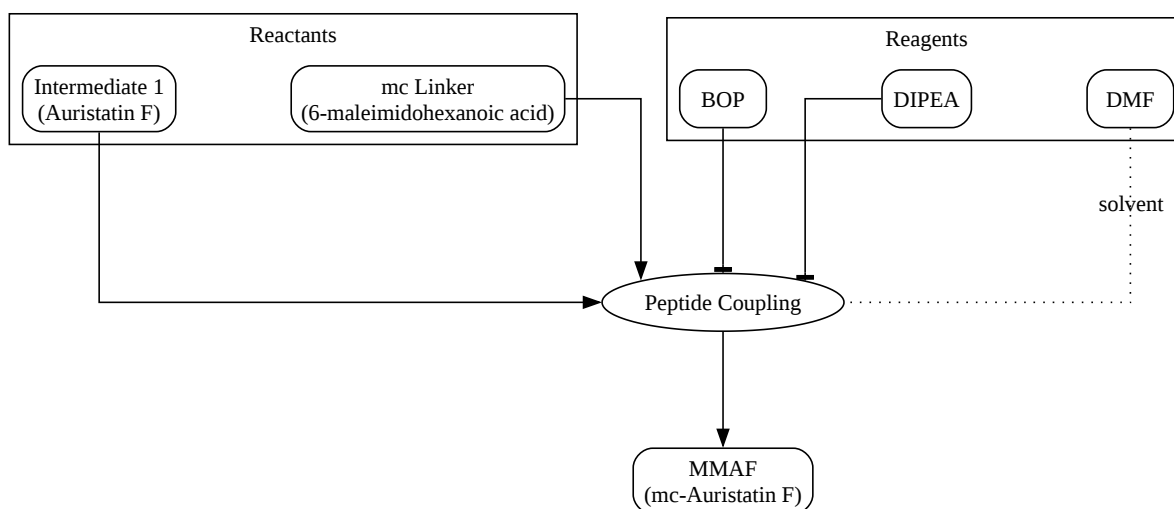 Reactants
Intermediate 1
(Auristatin F)
mc Linker
(6-maleimidohexanoic acid)
Reagents
BOP
DIPEA
DMF
solvent
Peptide Coupling
MMAF
(mc-Auristatin F)